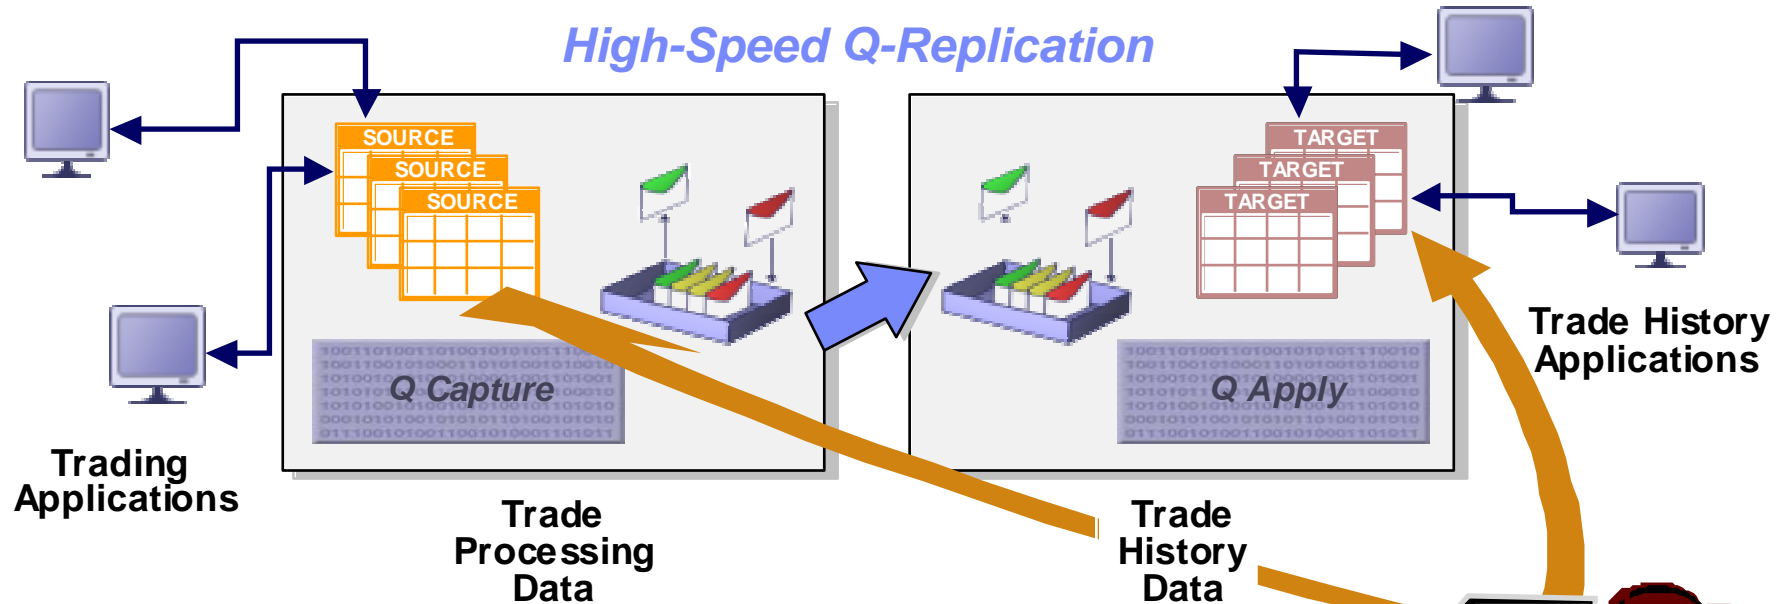 High-Speed Q-Replication
SOURCE
SOURCE
SOURCE
TARGET
TARGET
TARGET
Q Capture
Q Apply
Trading
Applications
Trade
Processing
Data
Trade
History
Data
Trade History
Applications